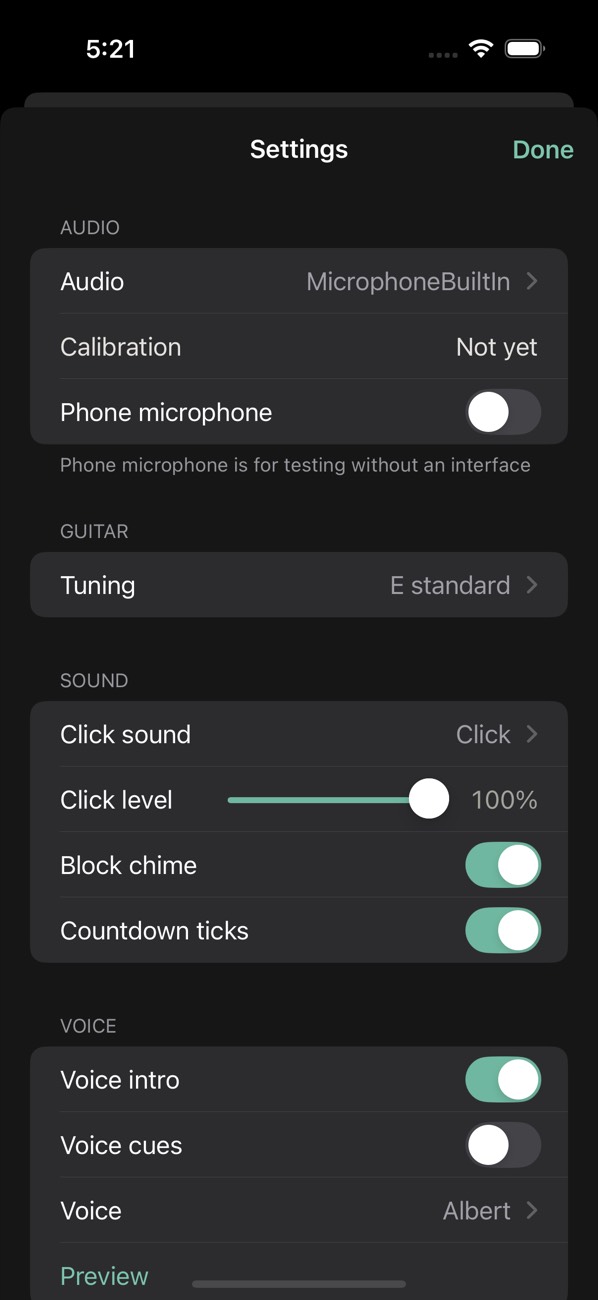 5:21
Settings
Done
AUDIO
Audio MicrophoneBuiltIn
Calibration Not yet
Phone microphone
Phone microphone is for testing without an interface
GUITAR
Tuning E standard
SOUND
Click sound Click
Click level 100%
Block chime
Countdown ticks
VOICE
Voice intro
Voice cues
Voice Albert
Preview